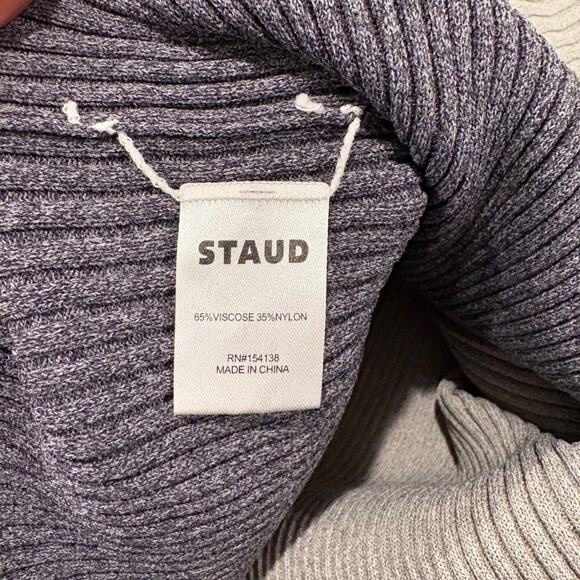 STAUD
65%VISCOSE 35%NYLON
RN#154138
MADE IN CHINA